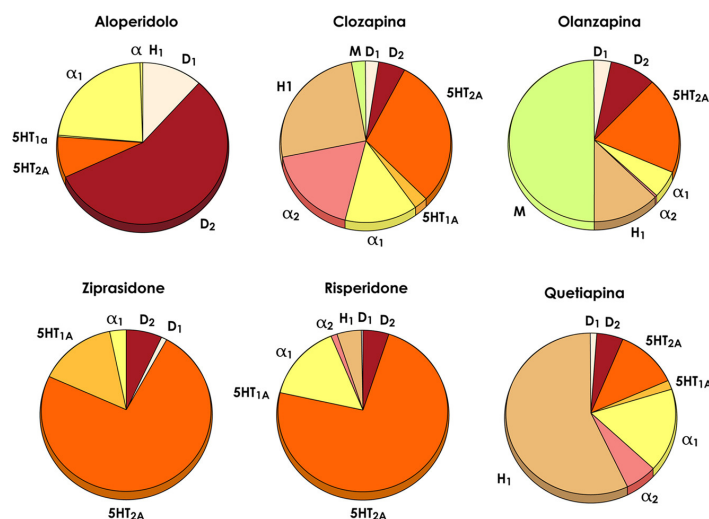 Aloperidolo
α H1
D1
α1
5HT1a
5HT2A
D2
Clozapina
M D1 D2
H1
5HT2A
5HT1A
α2
α1
Olanzapina
D1
D2
5HT2A
α1
α2
M
H1
Ziprasidone
α1 D2 D1
5HT1A
5HT2A
Risperidone
α2 H1 D1 D2
α1
5HT1A
5HT2A
Quetiapina
D1 D2
5HT2A
5HT1A
α1
H1
α2